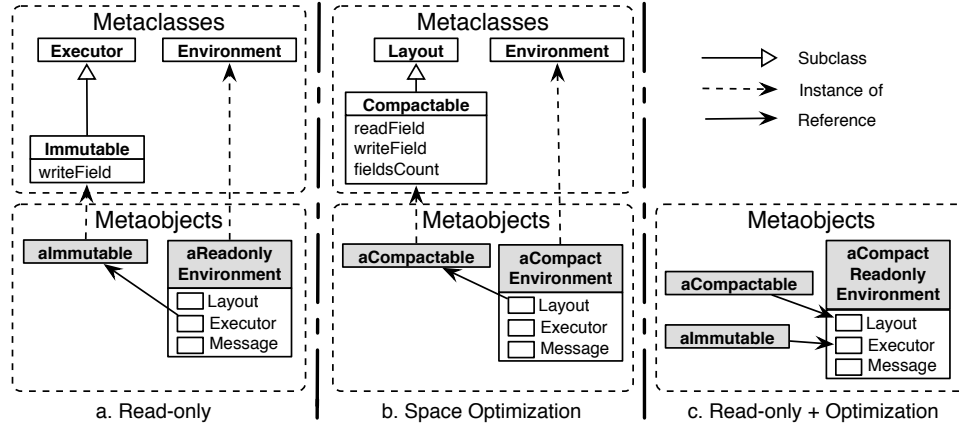 Metaclasses
Executor
Environment
Immutable
writeField
Metaobjects
aImmutable
aReadonly
Environment
Layout
Executor
Message
a. Read-only
Metaclasses
Layout
Environment
Compactable
readField
writeField
fieldsCount
Metaobjects
aCompactable
aCompact
Environment
Layout
Executor
Message
b. Space Optimization
Subclass
Instance of
Reference
Metaobjects
aCompactable
aImmutable
aCompact
Readonly
Environment
Layout
Executor
Message
c. Read-only + Optimization